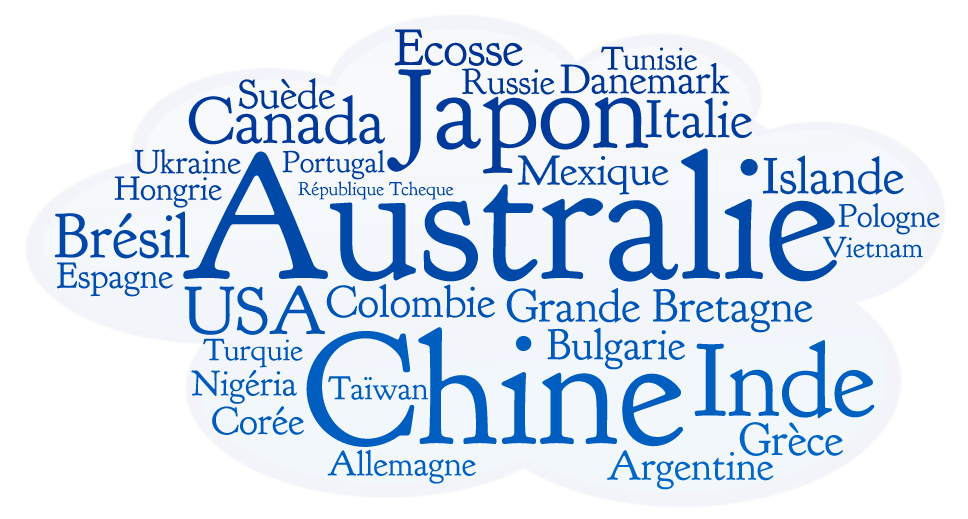 Ecosse
Tunisie
Russie
Danemark
Suède
Canada
Japon
Italie
Ukraine
Portugal
Mexique
Islande
Hongrie
République Tcheque
Australie
Pologne
Brésil
Vietnam
Espagne
USA
Colombie
Grande Bretagne
Turquie
Bulgarie
Nigéria
Taïwan
Chine
Inde
Corée
Grèce
Allemagne
Argentine